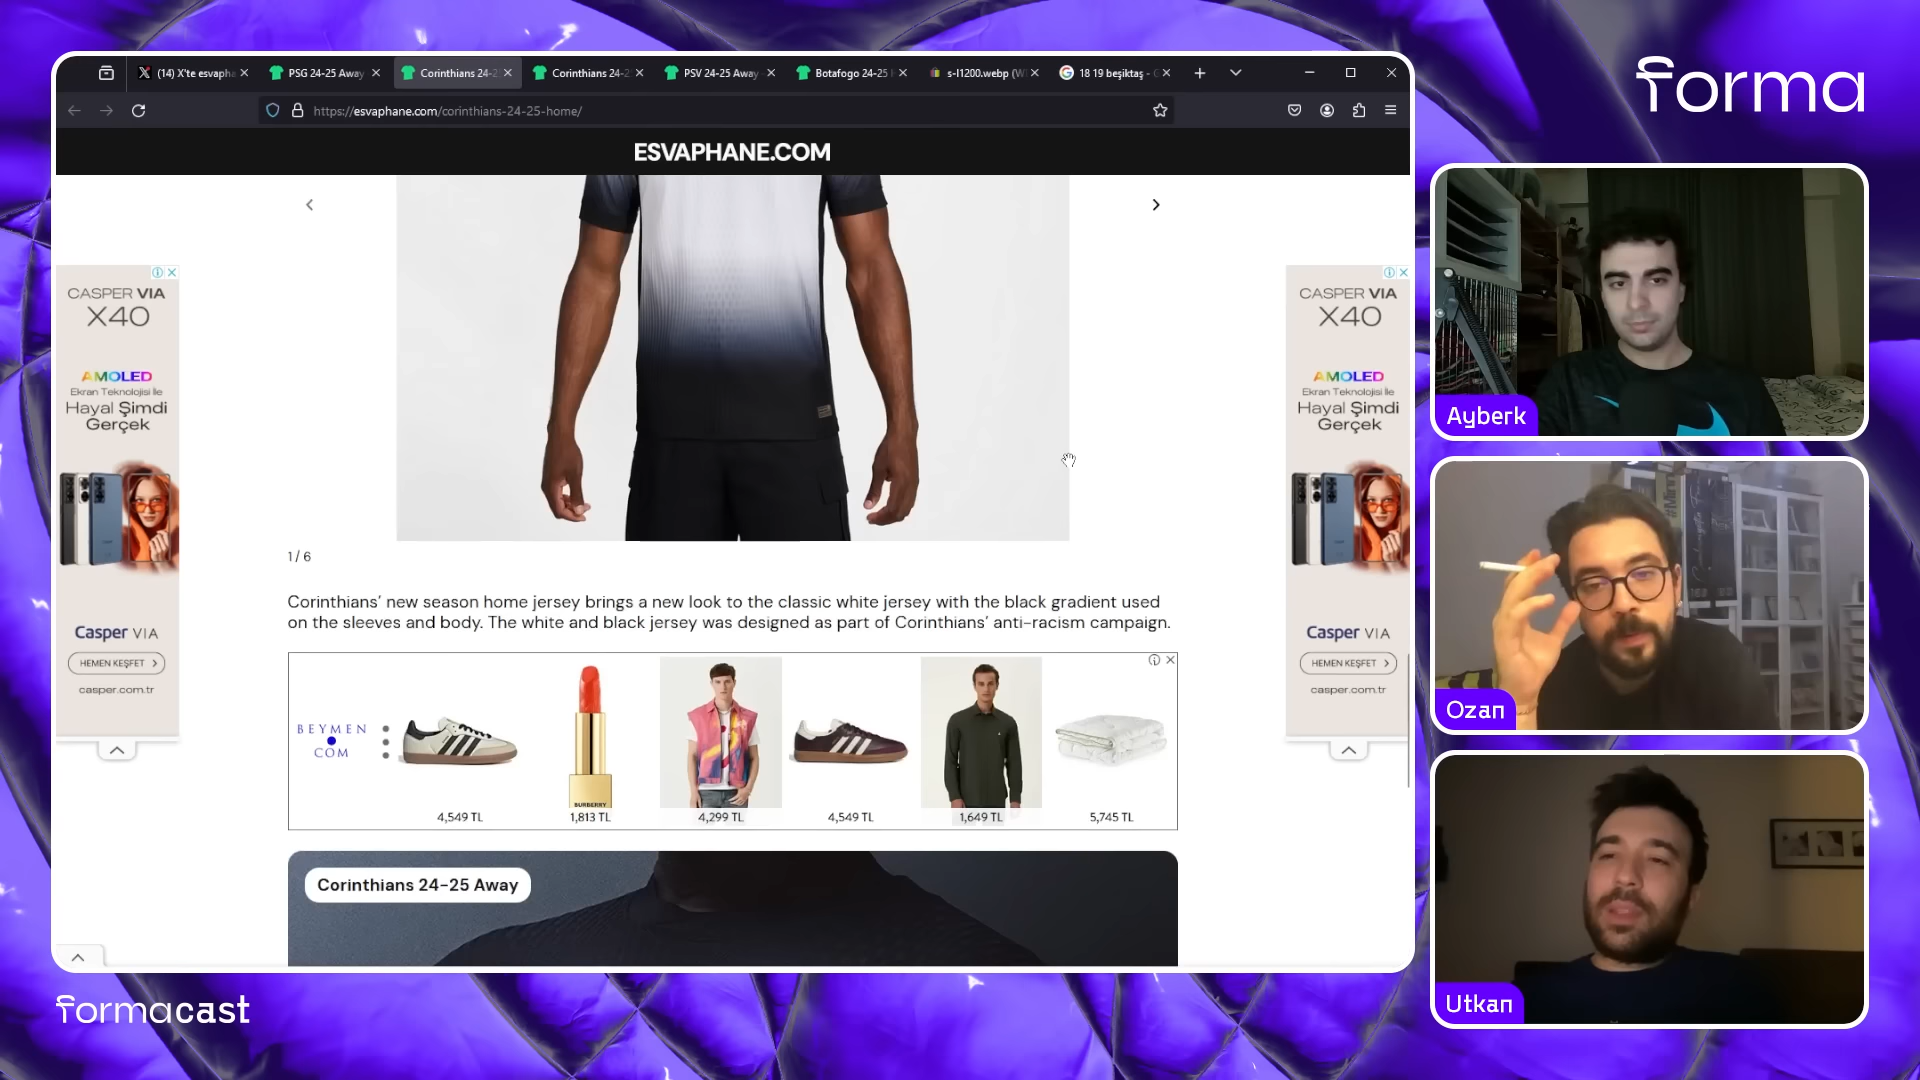 (14) X'te esvapha
PSG 24-25 Away
Corinthians 24-2
Corinthians 24-2
PSV 24-25 Away
Botafogo 24-25
s-l1200.webp (W
18 19 beşiktaş - G
https://esvaphane.com/corinthians-24-25-home/
ESVAPHANE.COM
CASPER VIA
X40
AMOLED
Ekran Teknolojisi İle
Hayal Şimdi
Gerçek
Casper VIA
HEMEN KEŞFET
casper.com.tr
1 / 6
Corinthians' new season home jersey brings a new look to the classic white jersey with the black gradient used
on the sleeves and body. The white and black jersey was designed as part of Corinthians' anti-racism campaign.
BEYMEN
COM
BURBERRY
4,549 TL
1,813 TL
4,299 TL
4,549 TL
1,649 TL
5,745 TL
Corinthians 24-25 Away
CASPER VIA
X40
AMOLED
Ekran Teknolojisi İle
Hayal Şimdi
Gerçek
Casper VIA
HEMEN KEŞFET
casper.com.tr
forma
Ayberk
Ozan
Utkan
formacast